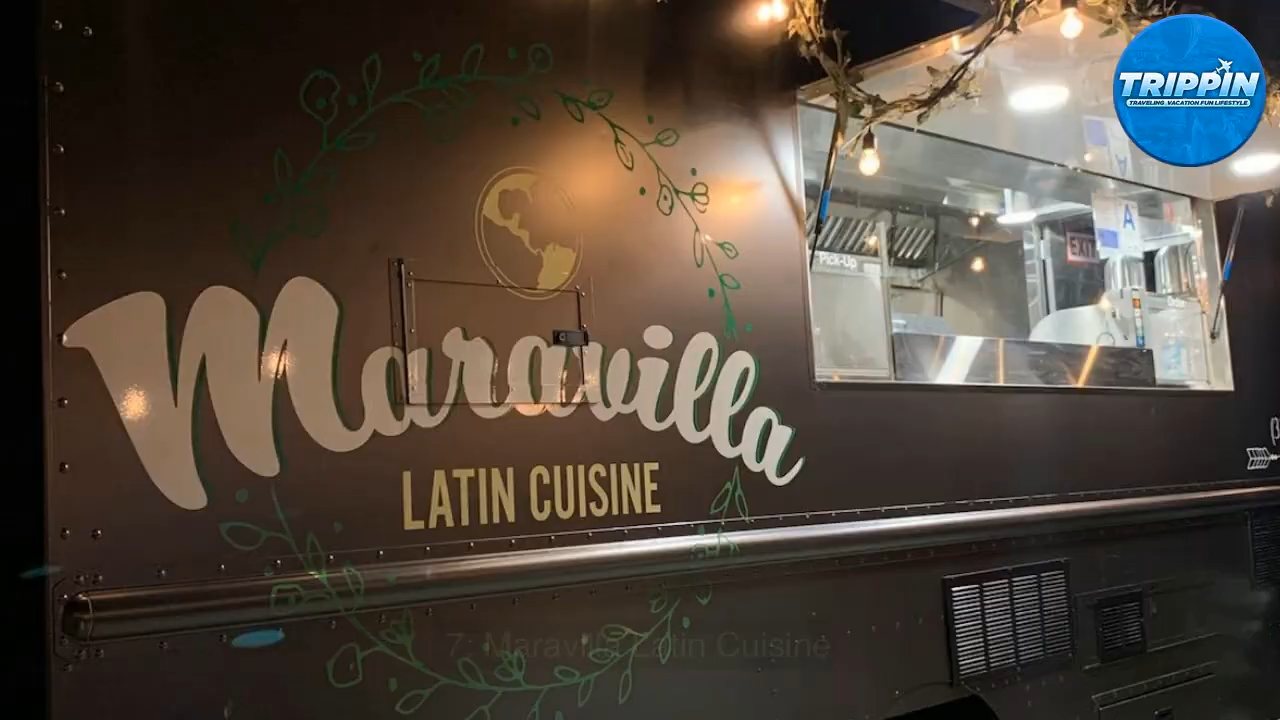 TRIPPIN
TRAVELING VACATION FUN LIFESTYLE
A
EXIT
Pick-Up
Maravilla
LATIN CUISINE
7: Maravilla Latin Cuisine